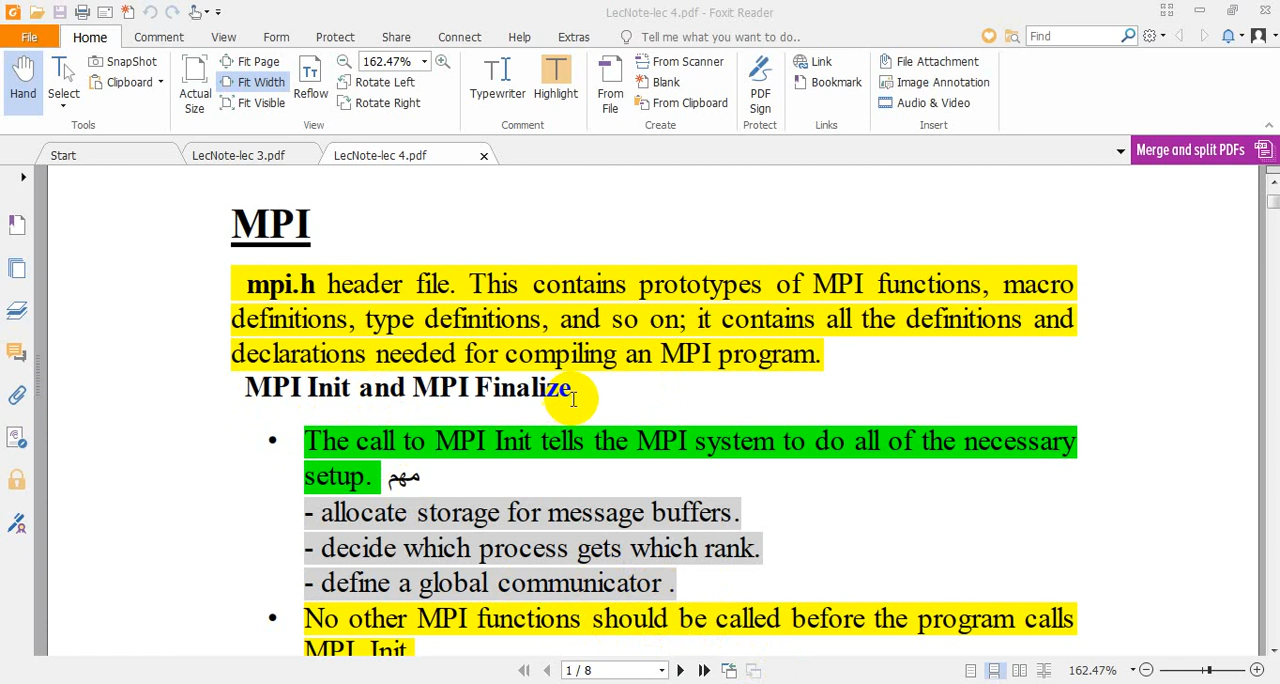 LecNote-lec 4.pdf - Foxit Reader
File Home Comment View Form Protect Share Connect Help Extras Tell me what you want to do.. Find
Hand
Select
SnapShot
Clipboard
Tools
Actual Size
Fit Page
Fit Width
Fit Visible
Reflow
162.47%
Rotate Left
Rotate Right
View
Typewriter
Highlight
Comment
From File
From Scanner
Blank
From Clipboard
Create
PDF Sign
Protect
Link
Bookmark
Links
File Attachment
Image Annotation
Audio & Video
Insert
Start LecNote-lec 3.pdf LecNote-lec 4.pdf Merge and split PDFs
MPI
mpi.h header file. This contains prototypes of MPI functions, macro
definitions, type definitions, and so on; it contains all the definitions and
declarations needed for compiling an MPI program.
MPI Init and MPI Finalize
• The call to MPI Init tells the MPI system to do all of the necessary
setup. مهم
- allocate storage for message buffers.
- decide which process gets which rank.
- define a global communicator .
• No other MPI functions should be called before the program calls
MPI_Init.
1 / 8 162.47%